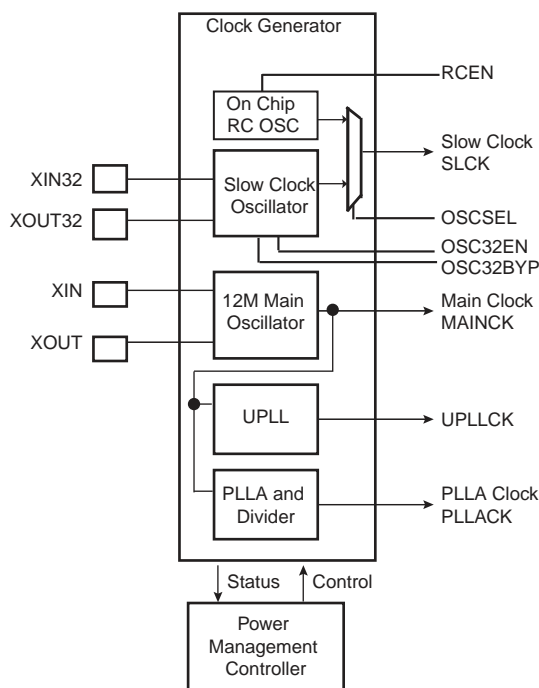 Clock Generator
RCEN
On Chip
RC OSC
Slow Clock
SLCK
XIN32
Slow Clock
Oscillator
XOUT32
OSCSEL
OSC32EN
OSC32BYP
XIN
12M Main
Oscillator
Main Clock
MAINCK
XOUT
UPLL
UPLLCK
PLLA and
Divider
PLLA Clock
PLLACK
Status
Control
Power
Management
Controller